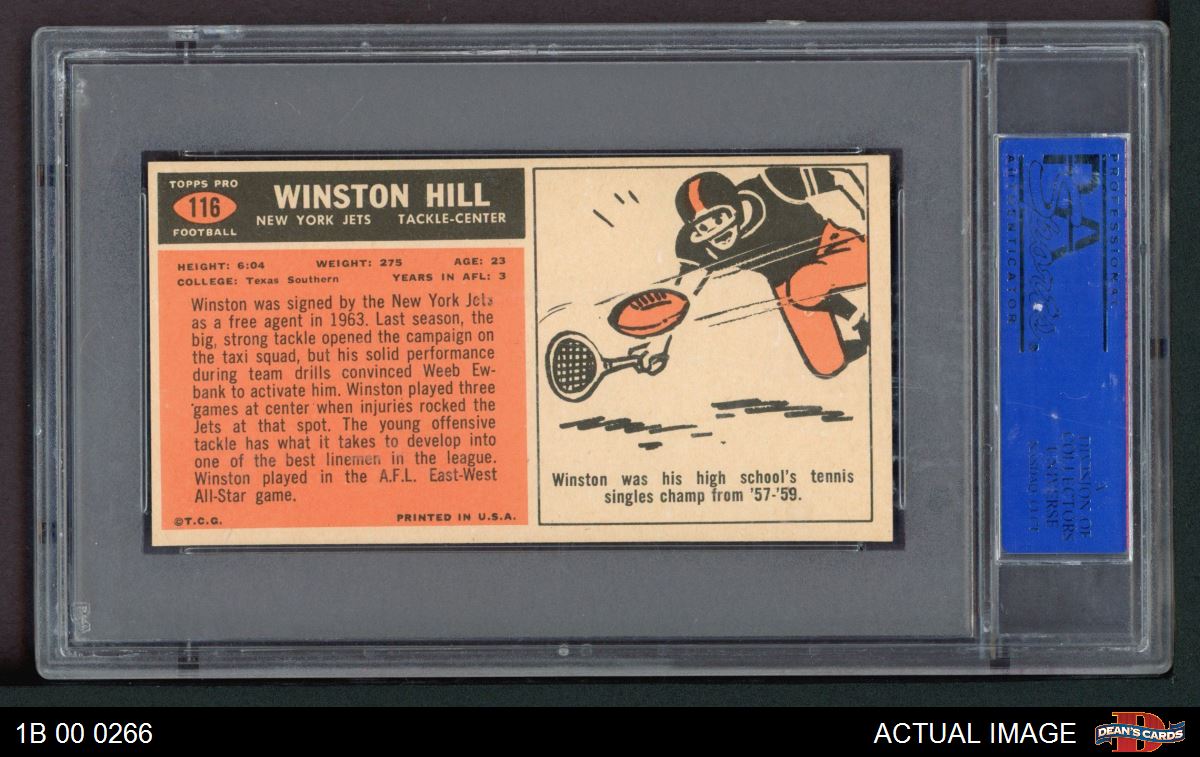 TOPPS PRO
116
FOOTBALL
WINSTON HILL
NEW YORK JETS TACKLE-CENTER
HEIGHT: 6:04 WEIGHT: 275 AGE: 23
COLLEGE: Texas Southern YEARS IN AFL: 3
Winston was signed by the New York Jets
as a free agent in 1963. Last season, the
big, strong tackle opened the campaign on
the taxi squad, but his solid performance
during team drills convinced Weeb Ew-
bank to activate him. Winston played three
games at center when injuries rocked the
Jets at that spot. The young offensive
tackle has what it takes to develop into
one of the best linemen in the league.
Winston played in the A.F.L. East-West
All-Star game.
©T.C.G. PRINTED IN U.S.A.
Winston was his high school's tennis
singles champ from '57-'59.
PROFESSIONAL
PSA
Sports
AUTHENTICATOR
A
DIVISION OF
COLLECTORS
UNIVERSE
PSA
1B 00 0266
ACTUAL IMAGE
D
DEAN'S CARDS